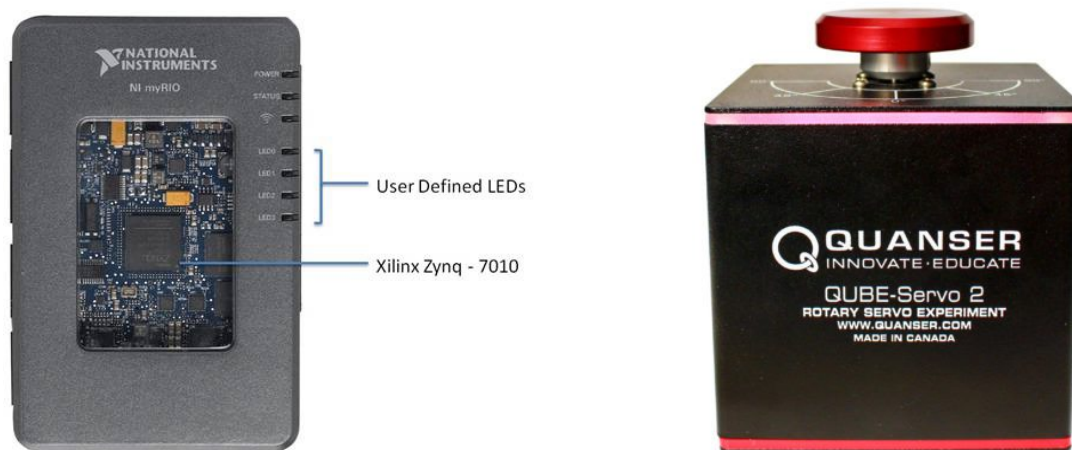 NATIONAL
INSTRUMENTS
NI myRIO
POWER
STATUS
LED0
LED1
LED2
LED3
User Defined LEDs
Xilinx Zynq - 7010
QUANSER
INNOVATE·EDUCATE
QUBE-Servo 2
ROTARY SERVO EXPERIMENT
WWW.QUANSER.COM
MADE IN CANADA